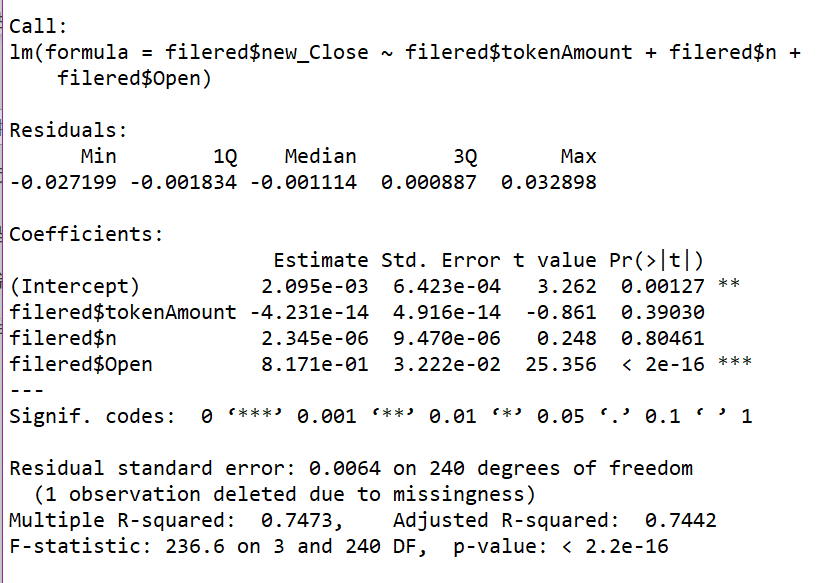 Call:
lm(formula = filered$new_Close ~ filered$tokenAmount + filered$n +
    filered$Open)
Residuals:
      Min        1Q    Median        3Q       Max
-0.027199 -0.001834 -0.001114  0.000887  0.032898
Coefficients:
                      Estimate Std. Error t value Pr(>|t|)
(Intercept)          2.095e-03  6.423e-04   3.262  0.00127 **
filered$tokenAmount -4.231e-14  4.916e-14  -0.861  0.39030
filered$n            2.345e-06  9.470e-06   0.248  0.80461
filered$Open         8.171e-01  3.222e-02  25.356  < 2e-16 ***
---
Signif. codes:  0 ‘***’ 0.001 ‘**’ 0.01 ‘*’ 0.05 ‘.’ 0.1 ‘ ’ 1
Residual standard error: 0.0064 on 240 degrees of freedom
  (1 observation deleted due to missingness)
Multiple R-squared:  0.7473,    Adjusted R-squared:  0.7442
F-statistic: 236.6 on 3 and 240 DF,  p-value: < 2.2e-16